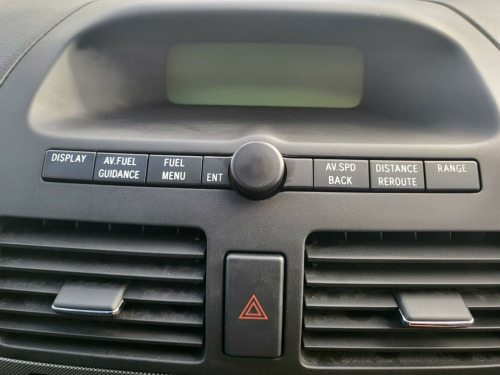 DISPLAY
AV.FUEL
GUIDANCE
FUEL
MENU
ENT
AV.SPD
BACK
DISTANCE
REROUTE
RANGE